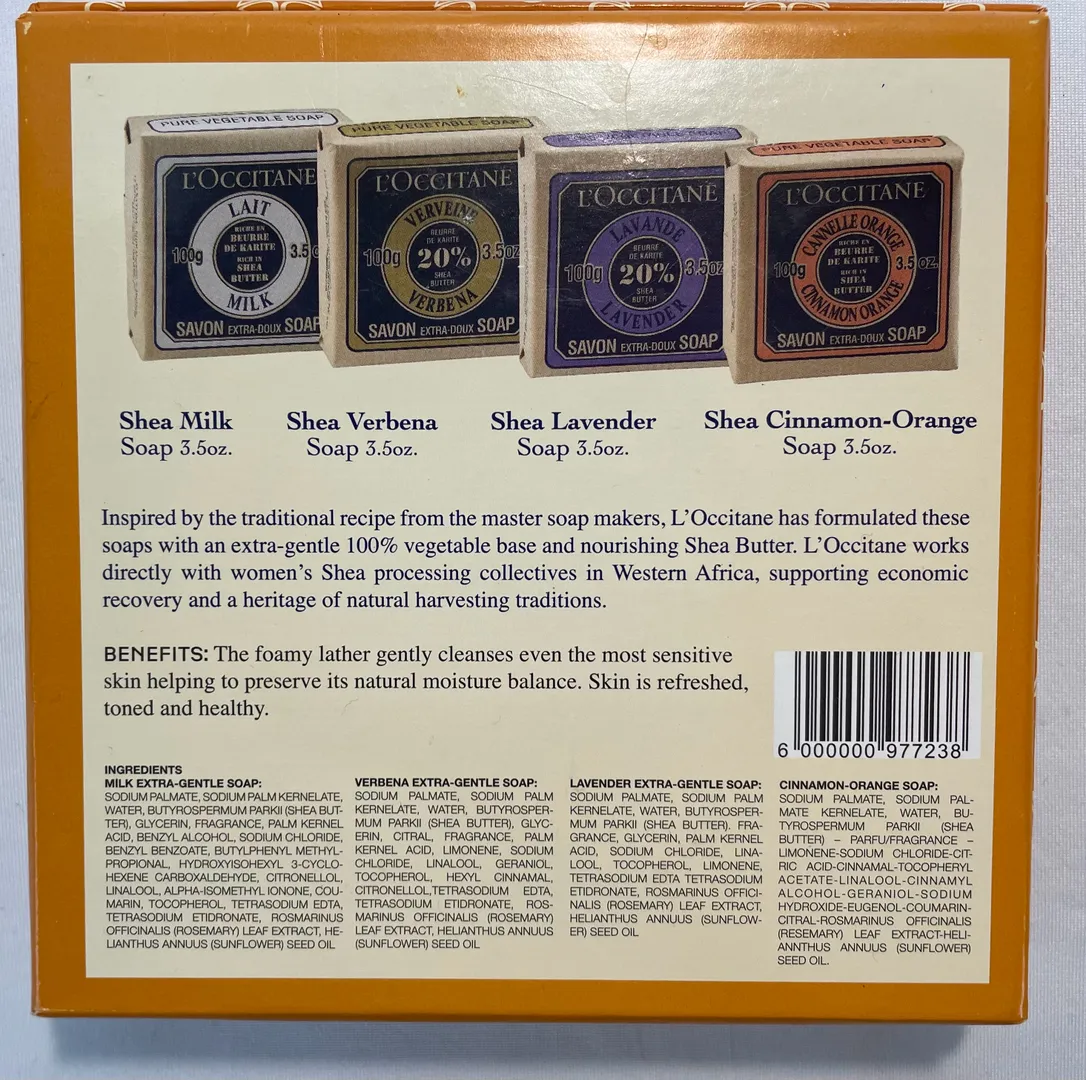 PURE VEGETABLE SOAP
L'OCCITANE
LAIT
RICHE EN
BEURRE
DE KARITE
RICH IN
SHEA
BUTTER
MILK
100g
3.5
SAVON EXTRA-DOUX SOAP
PURE VEGETABLE SOAP
L'OCCITANE
VERVEINE
BEURRE
DE KARITE
20%
SHEA
BUTTER
VERBENA
100g
3.5oz
SAVON EXTRA-DOUX SOAP
SOAP
L'OCCITANE
LAVANDE
BEURRE
DE KARITE
20%
SHEA
BUTTER
LAVENDER
100g
3.5oz
SAVON EXTRA-DOUX SOAP
PURE VEGETABLE SOAP
L'OCCITANE
CANNELLE ORANGE
RICHE EN
BEURRE
DE KARITE
RICH IN
SHEA
BUTTER
CINNAMON ORANGE
100g
3.5 oz.
SAVON EXTRA-DOUX SOAP
Shea Milk
Soap 3.5oz.
Shea Verbena
Soap 3.5oz.
Shea Lavender
Soap 3.5oz.
Shea Cinnamon-Orange
Soap 3.5oz.
Inspired by the traditional recipe from the master soap makers, L'Occitane has formulated these
soaps with an extra-gentle 100% vegetable base and nourishing Shea Butter. L'Occitane works
directly with women's Shea processing collectives in Western Africa, supporting economic
recovery and a heritage of natural harvesting traditions.
BENEFITS: The foamy lather gently cleanses even the most sensitive
skin helping to preserve its natural moisture balance. Skin is refreshed,
toned and healthy.
6 000000 977238
INGREDIENTS
MILK EXTRA-GENTLE SOAP:
SODIUM PALMATE, SODIUM PALM KERNELATE,
WATER, BUTYROSPERMUM PARKII (SHEA BUT-
TER), GLYCERIN, FRAGRANCE, PALM KERNEL
ACID, BENZYL ALCOHOL, SODIUM CHLORIDE,
BENZYL BENZOATE, BUTYLPHENYL METHYL-
PROPIONAL, HYDROXYISOHEXYL 3-CYCLO-
HEXENE CARBOXALDEHYDE, CITRONELLOL,
LINALOOL, ALPHA-ISOMETHYL IONONE, COU-
MARIN, TOCOPHEROL, TETRASODIUM EDTA,
TETRASODIUM ETIDRONATE, ROSMARINUS
OFFICINALIS (ROSEMARY) LEAF EXTRACT, HE-
LIANTHUS ANNUUS (SUNFLOWER) SEED OIL
VERBENA EXTRA-GENTLE SOAP:
SODIUM PALMATE, SODIUM PALM
KERNELATE, WATER, BUTYROSPER-
MUM PARKII (SHEA BUTTER), GLYC-
ERIN, CITRAL, FRAGRANCE, PALM
KERNEL ACID, LIMONENE, SODIUM
CHLORIDE, LINALOOL, GERANIOL,
TOCOPHEROL, HEXYL CINNAMAL,
CITRONELLOL,TETRASODIUM EDTA,
TETRASODIUM ETIDRONATE, ROS-
MARINUS OFFICINALIS (ROSEMARY)
LEAF EXTRACT, HELIANTHUS ANNUUS
(SUNFLOWER) SEED OIL
LAVENDER EXTRA-GENTLE SOAP:
SODIUM PALMATE, SODIUM PALM
KERNELATE, WATER, BUTYROSPER-
MUM PARKII (SHEA BUTTER). FRA-
GRANCE, GLYCERIN, PALM KERNEL
ACID, SODIUM CHLORIDE, LINA-
LOOL, TOCOPHEROL, LIMONENE,
TETRASODIUM EDTA TETRASODIUM
ETIDRONATE, ROSMARINUS OFFICI-
NALIS (ROSEMARY) LEAF EXTRACT,
HELIANTHUS ANNUUS (SUNFLOW-
ER) SEED OIL
CINNAMON-ORANGE SOAP:
SODIUM PALMATE, SODIUM PAL-
MATE KERNELATE, WATER, BU-
TYROSPERMUM PARKII (SHEA
BUTTER) – PARFU/FRAGRANCE –
LIMONENE-SODIUM CHLORIDE-CIT-
RIC ACID-CINNAMAL-TOCOPHERYL
ACETATE-LINALOOL-CINNAMYL
ALCOHOL-GERANIOL-SODIUM
HYDROXIDE-EUGENOL-COUMARIN-
CITRAL-ROSMARINUS OFFICINALIS
(RESEMARY) LEAF EXTRACT-HELI-
ANNTHUS ANNUUS (SUNFLOWER)
SEED OIL.